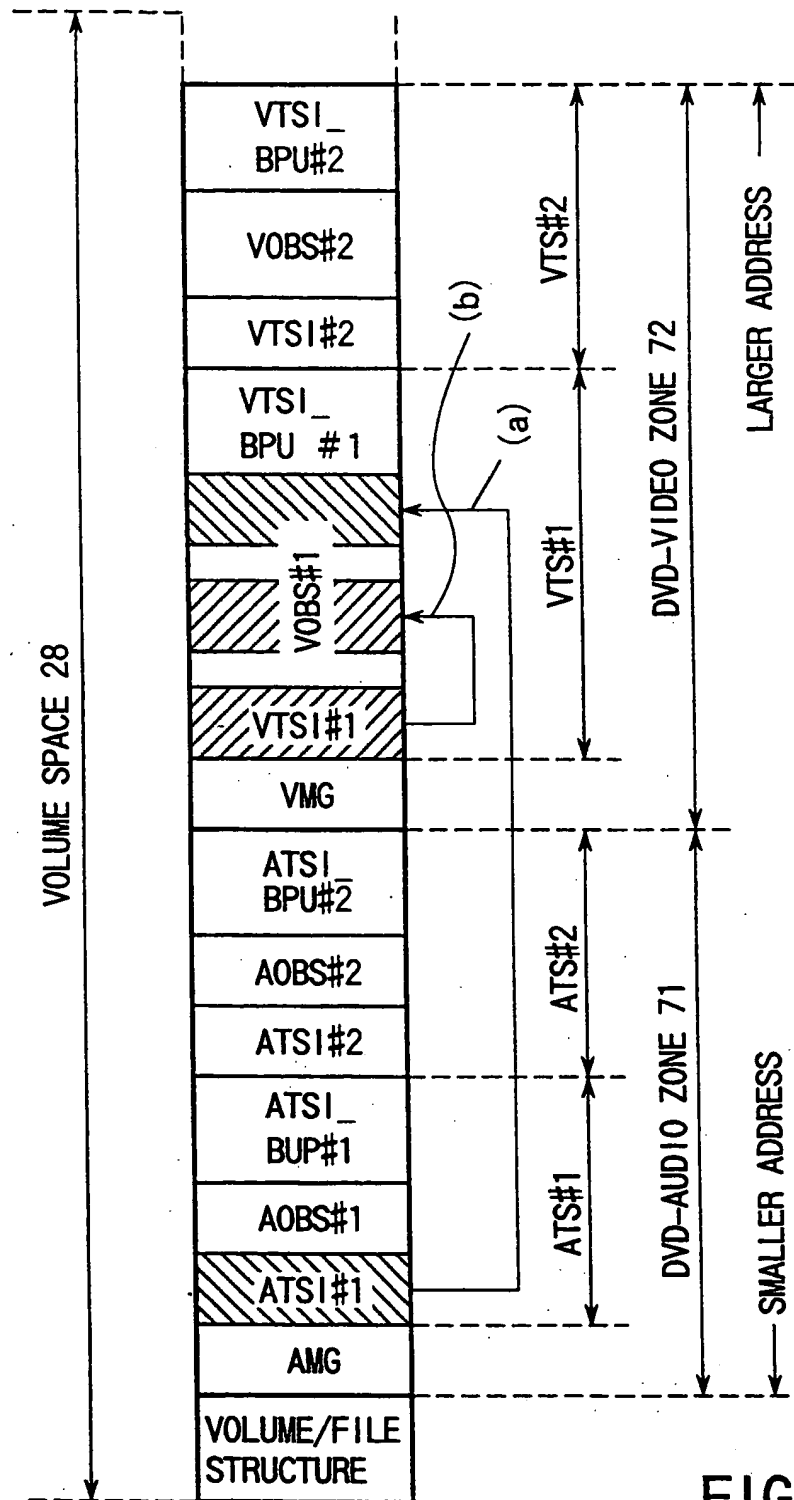 VOLUME SPACE 28
VTSI_
BPU#2
VOBS#2
VTSI#2
VTSI_
BPU #1
VOBS#1
VTSI#1
VMG
ATSI_
BPU#2
AOBS#2
ATSI#2
ATSI_
BUP#1
AOBS#1
ATSI#1
AMG
VOLUME/FILE
STRUCTURE
(b)
(a)
VTS#2
VTS#1
ATS#2
ATS#1
DVD-VIDEO ZONE 72
DVD-AUDIO ZONE 71
LARGER ADDRESS
SMALLER ADDRESS
FIG